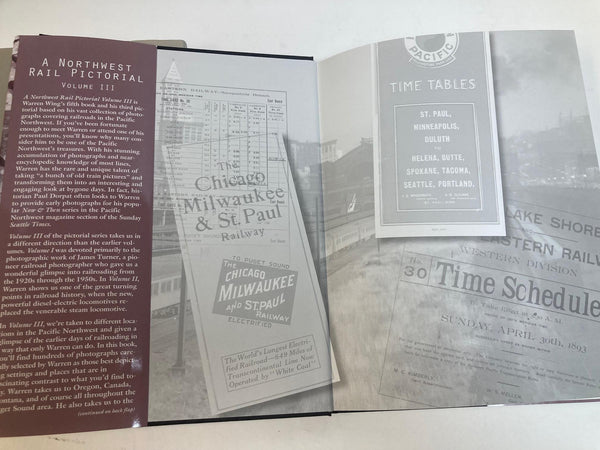 A NORTHWEST
RAIL PICTORIAL
VOLUME III
A Northwest Rail Pictorial Volume III is
Warren Wing's fifth book and his third pic-
torial based on his vast collection of photo-
graphs covering railroads in the Pacific
Northwest. If you've been fortunate
enough to meet Warren or attend one of his
presentations, you'll know why many con-
sider him to be one of the Pacific
Northwest's treasures. With his stunning
accumulation of photographs and near-
encyclopedic knowledge of most lines,
Warren has the rare and unique talent of
taking "a bunch of old train pictures" and
transforming them into an interesting and
engaging look at bygone days. In fact, his-
torian Paul Dorpat often looks to Warren
to provide early photographs for his popu-
lar Now & Then series in the Pacific
Northwest magazine section of the Sunday
Seattle Times.
Volume III of the pictorial series takes us in
a different direction than the earlier vol-
umes. Volume I was devoted primarily to the
photographic work of James Turner, a pio-
neer railroad photographer who gave us a
wonderful glimpse into railroading from
the 1920s through the 1950s. In Volume II,
Warren shows us one of the great turning
points in railroad history, when the new,
powerful diesel-electric locomotives re-
placed the venerable steam locomotive.
In Volume III, we're taken to different loca-
tions in the Pacific Northwest and given a
glimpse of the earlier days of railroading in
way that only Warren can do. In this book,
you'll find hundreds of photographs care-
ully selected by Warren as those best depict-
g settings and places that are in
scinating contrast to what you'd find to-
y. Warren takes us to Oregon, Canada,
ontana, and of course all throughout the
get Sound area. He also takes us to the
(continued on back flap)
The
Chicago
Milwaukee
& St. Paul
Railway
TO PUGET SOUND
The
CHICAGO
MILWAUKEE
AND ST. PAUL
RAILWAY
ELECTRIFIED
The World's Longest Electri-
fied Railroad—649 Miles of
Transcontinental Line Now
Operated by "White Coal"
PACIFIC
TIME TABLES
ST. PAUL,
MINNEAPOLIS,
DULUTH
TO
HELENA, BUTTE,
SPOKANE, TACOMA,
SEATTLE, PORTLAND.
LAKE SHORE
EASTERN RAILW
WESTERN DIVISION
No.
30
Time Schedule
SUNDAY, APRIL 30th, 1893